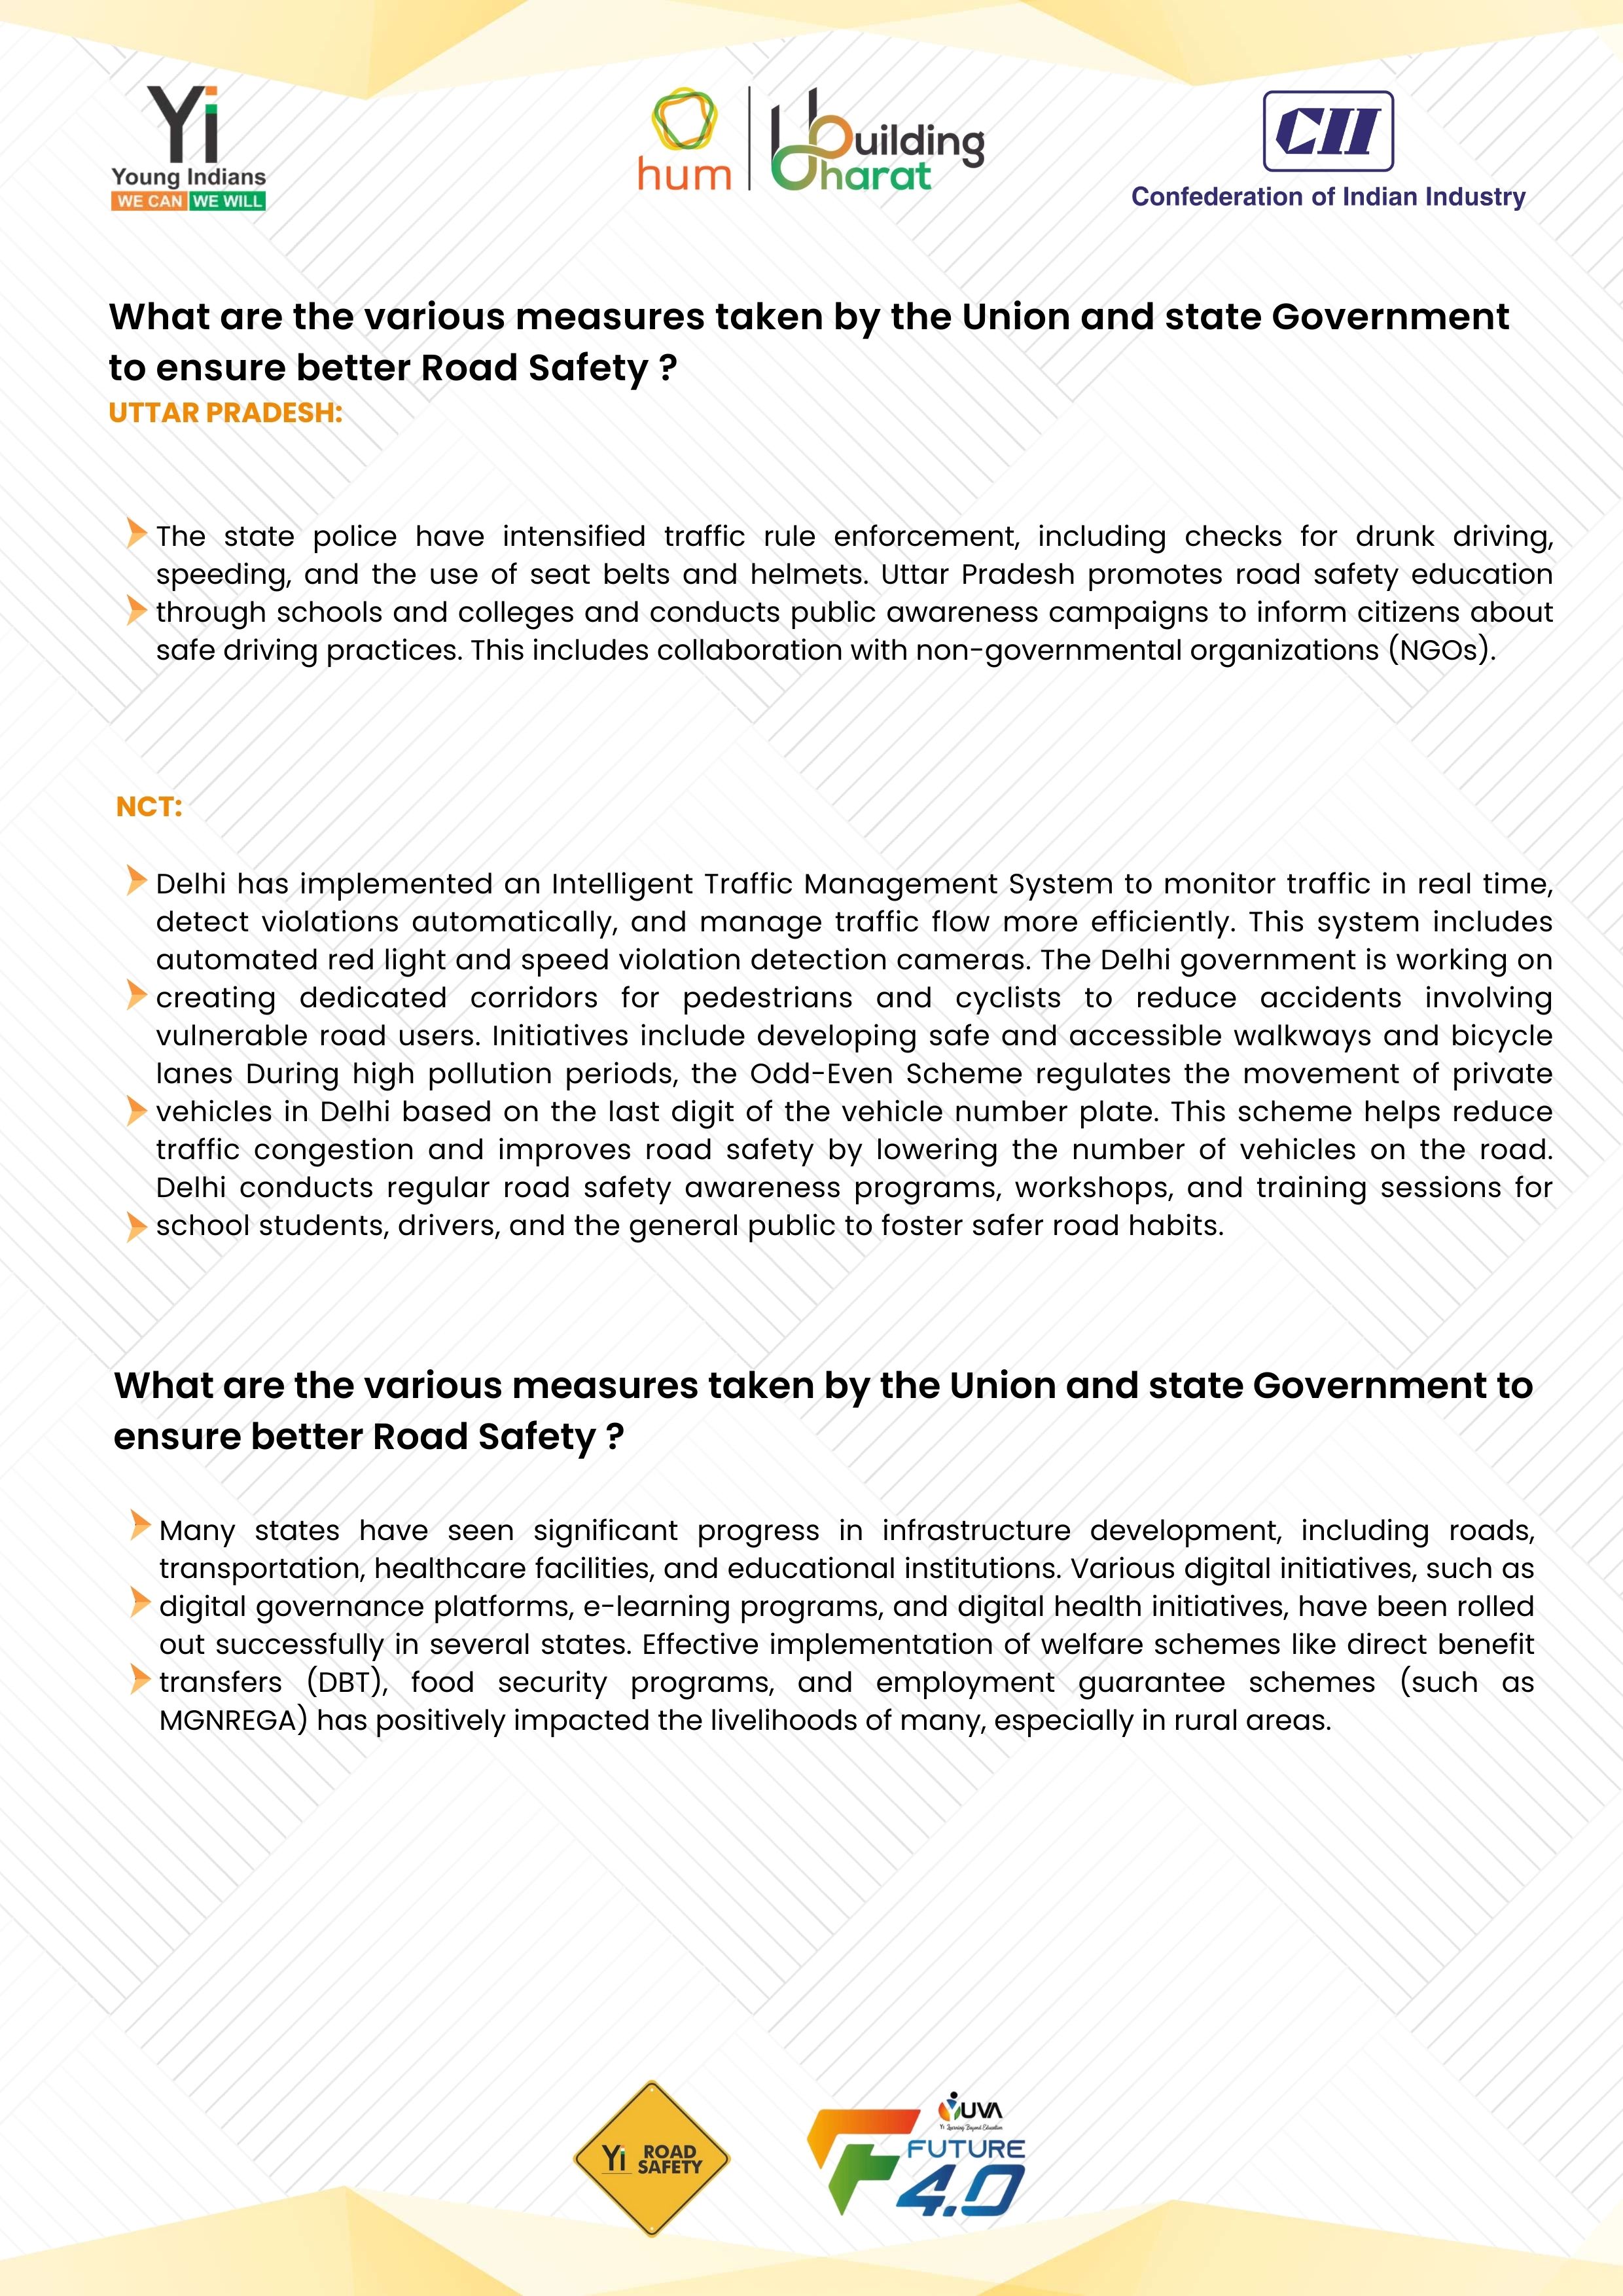 Yi
Young Indians
WE CAN WE WILL
hum
Building
Bharat
CII
Confederation of Indian Industry
What are the various measures taken by the Union and state Government
to ensure better Road Safety ?
UTTAR PRADESH:
The state police have intensified traffic rule enforcement, including checks for drunk driving,
speeding, and the use of seat belts and helmets. Uttar Pradesh promotes road safety education
through schools and colleges and conducts public awareness campaigns to inform citizens about
safe driving practices. This includes collaboration with non-governmental organizations (NGOs).
NCT:
Delhi has implemented an Intelligent Traffic Management System to monitor traffic in real time,
detect violations automatically, and manage traffic flow more efficiently. This system includes
automated red light and speed violation detection cameras. The Delhi government is working on
creating dedicated corridors for pedestrians and cyclists to reduce accidents involving
vulnerable road users. Initiatives include developing safe and accessible walkways and bicycle
lanes During high pollution periods, the Odd-Even Scheme regulates the movement of private
vehicles in Delhi based on the last digit of the vehicle number plate. This scheme helps reduce
traffic congestion and improves road safety by lowering the number of vehicles on the road.
Delhi conducts regular road safety awareness programs, workshops, and training sessions for
school students, drivers, and the general public to foster safer road habits.
What are the various measures taken by the Union and state Government to
ensure better Road Safety ?
Many states have seen significant progress in infrastructure development, including roads,
transportation, healthcare facilities, and educational institutions. Various digital initiatives, such as
digital governance platforms, e-learning programs, and digital health initiatives, have been rolled
out successfully in several states. Effective implementation of welfare schemes like direct benefit
transfers (DBT), food security programs, and employment guarantee schemes (such as
MGNREGA) has positively impacted the livelihoods of many, especially in rural areas.
Yi ROAD
SAFETY
YUVA
Yi Learning Beyond Education
FUTURE
4.0